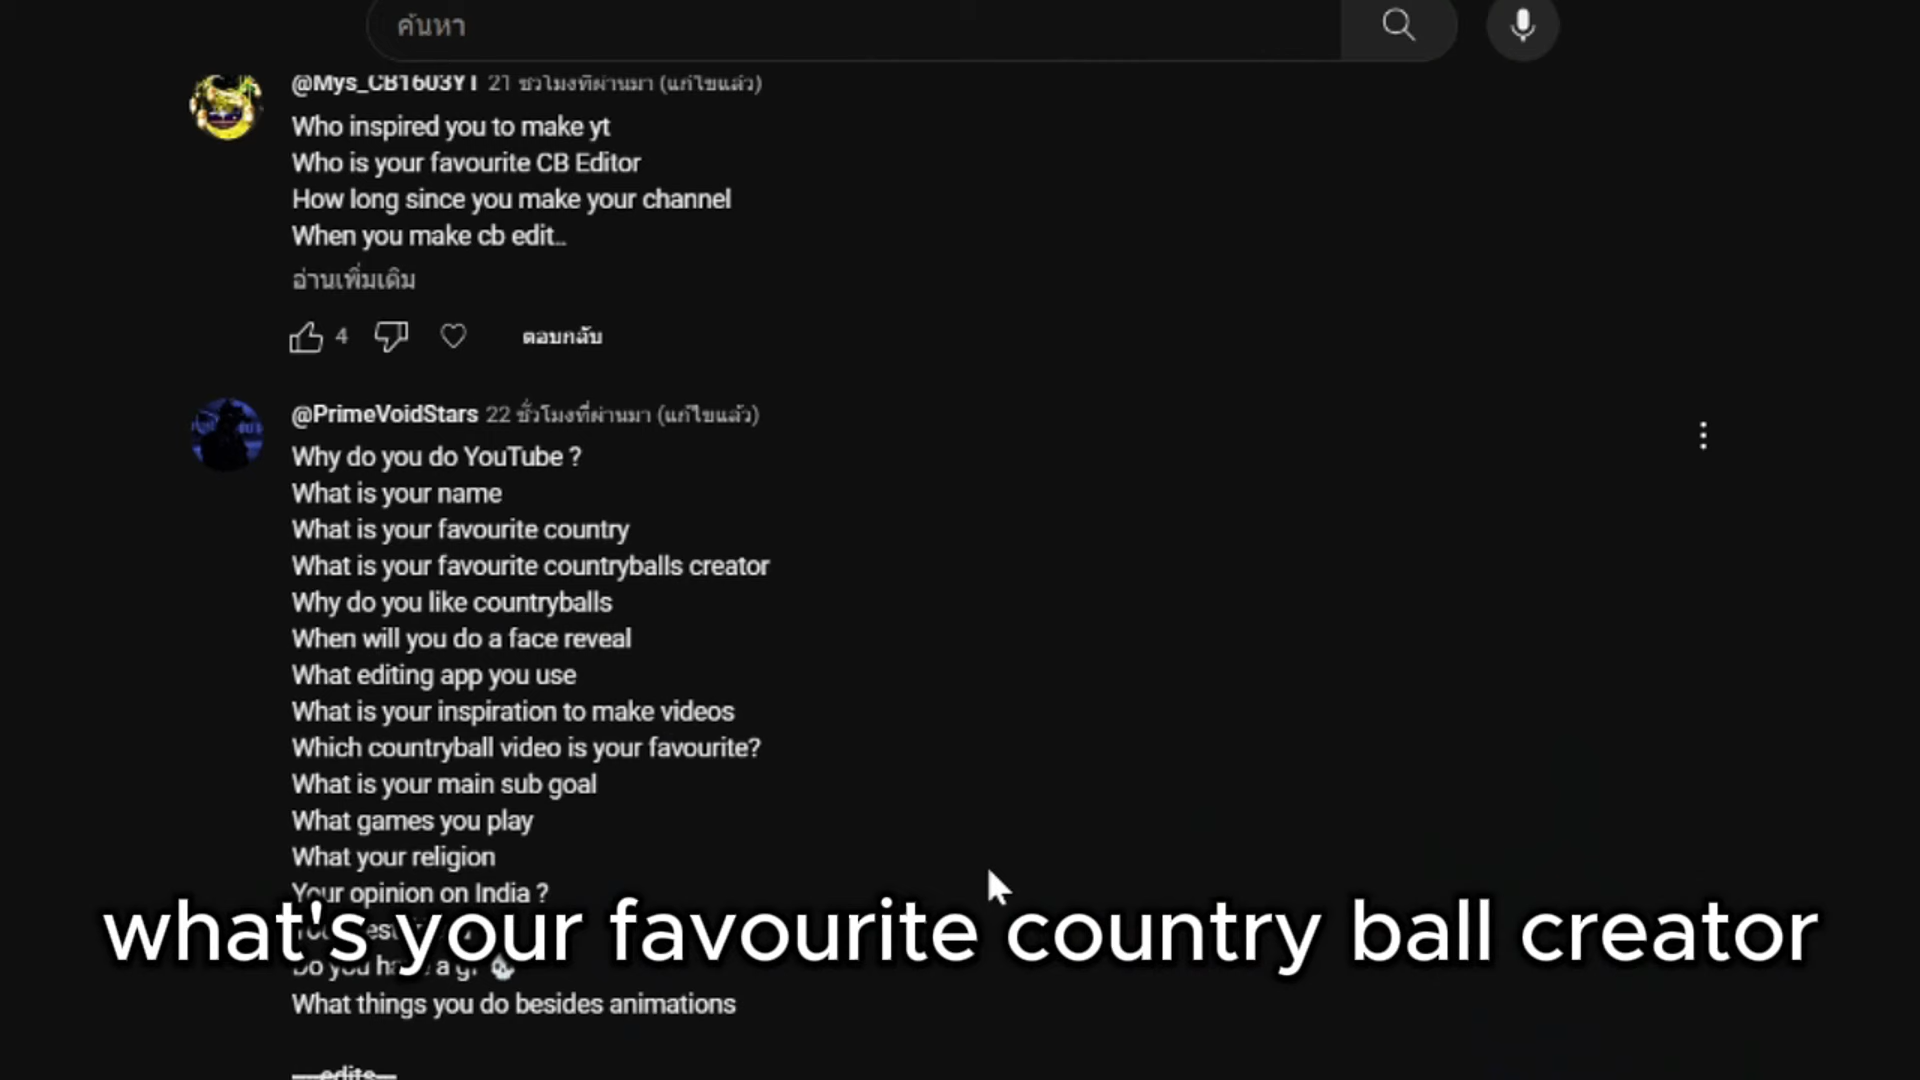 ค้นหา
@Mys_CB1603YT 21 ชั่วโมงที่ผ่านมา (แก้ไขแล้ว)
Who inspired you to make yt
Who is your favourite CB Editor
How long since you make your channel
When you make cb edit..
อ่านเพิ่มเติม
4 ตอบกลับ
@PrimeVoidStars 22 ชั่วโมงที่ผ่านมา (แก้ไขแล้ว)
Why do you do YouTube ?
What is your name
What is your favourite country
What is your favourite countryballs creator
Why do you like countryballs
When will you do a face reveal
What editing app you use
What is your inspiration to make videos
Which countryball video is your favourite?
What is your main sub goal
What games you play
What your religion
Your opinion on India ?
what's your favourite country ball creator
Do you have a gf
What things you do besides animations
—edits—